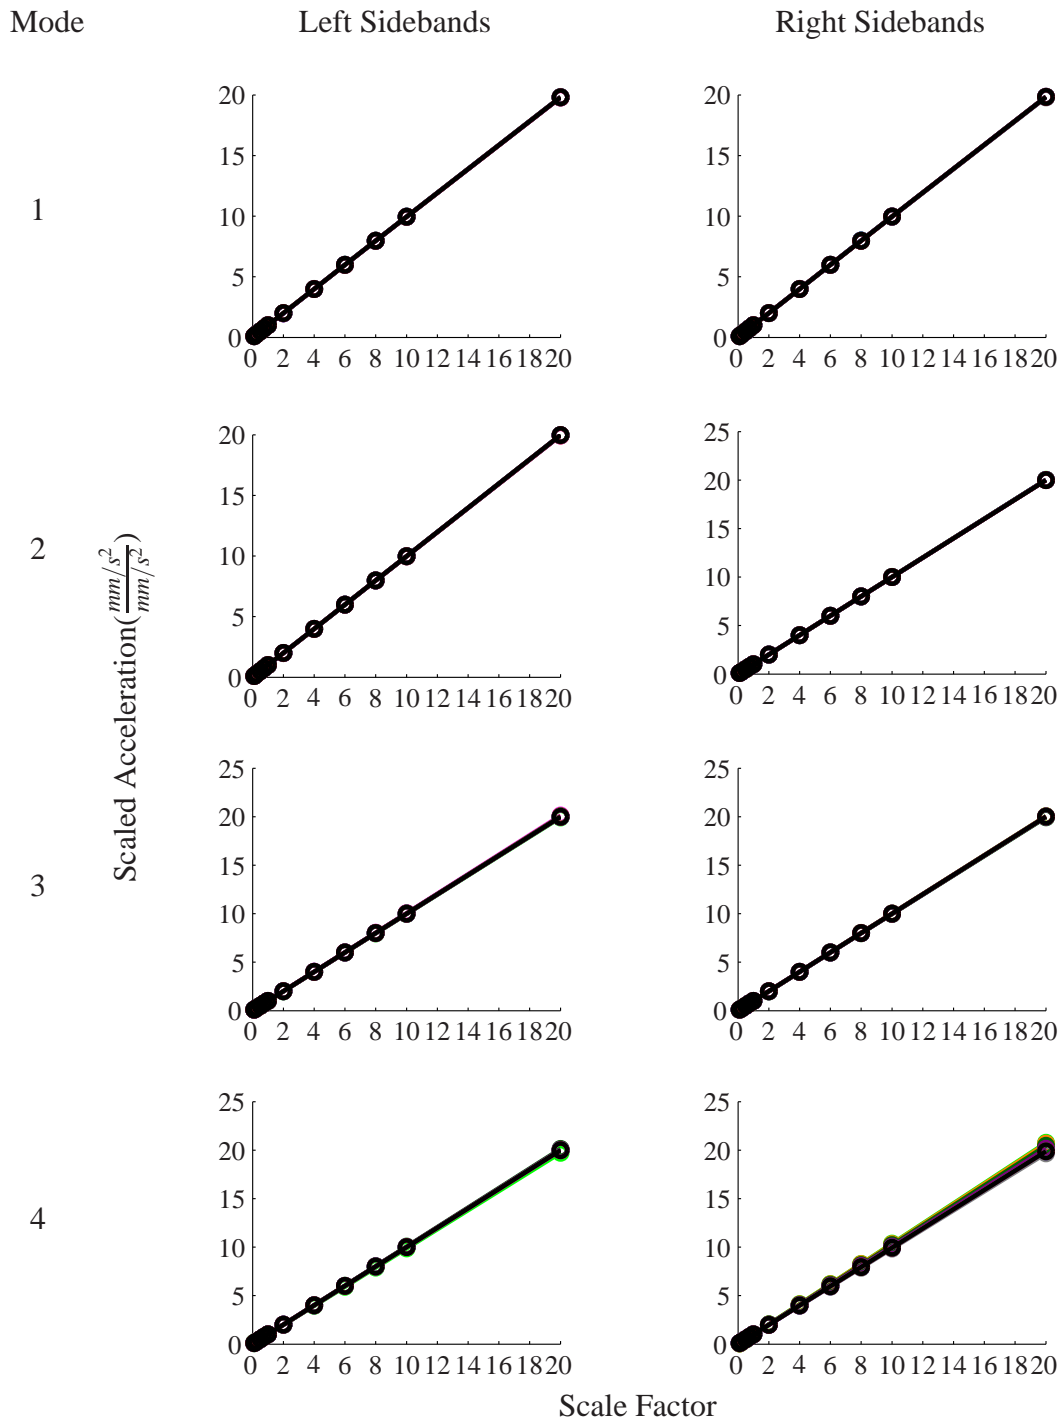 Mode Left Sidebands Right Sidebands
1
20 15 10 5 0
0 2 4 6 8 10 12 14 16 18 20
20 15 10 5 0
0 2 4 6 8 10 12 14 16 18 20
2
20 15 10 5 0
0 2 4 6 8 10 12 14 16 18 20
25 20 15 10 5 0
0 2 4 6 8 10 12 14 16 18 20
Scaled Acceleration(mm/s²/mm/s²)
3
25 20 15 10 5 0
0 2 4 6 8 10 12 14 16 18 20
25 20 15 10 5 0
0 2 4 6 8 10 12 14 16 18 20
4
25 20 15 10 5 0
0 2 4 6 8 10 12 14 16 18 20
25 20 15 10 5 0
0 2 4 6 8 10 12 14 16 18 20
Scale Factor